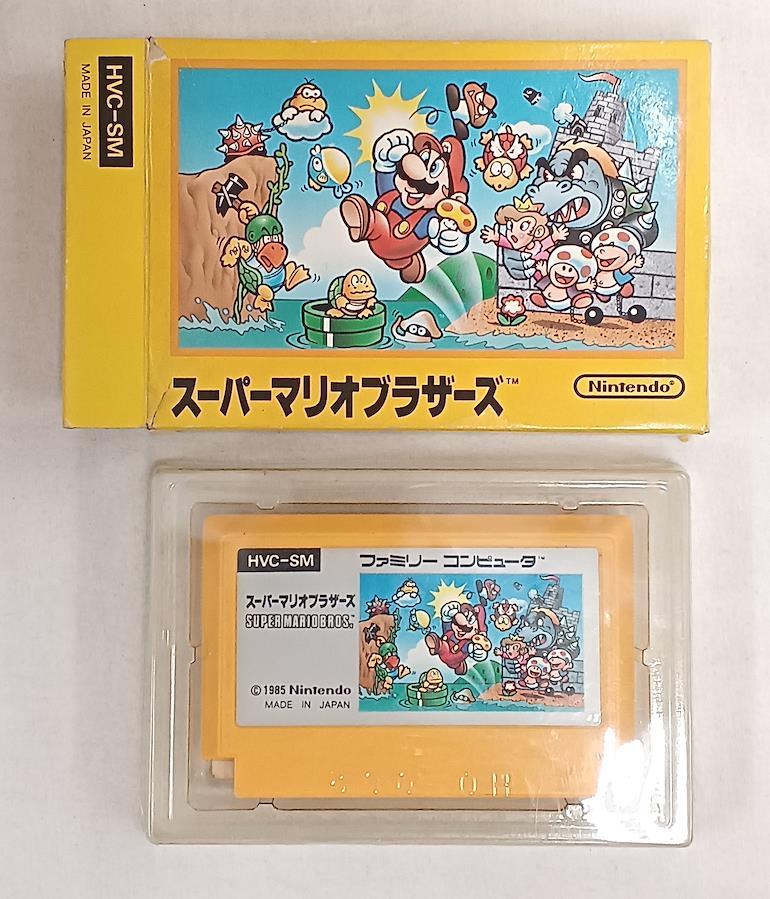 HVC-SM
MADE IN JAPAN
スーパーマリオブラザーズ™
Nintendo®
HVC-SM
ファミリー コンピュータ™
スーパーマリオブラザーズ
SUPER MARIO BROS.™
© 1985 Nintendo
MADE IN JAPAN